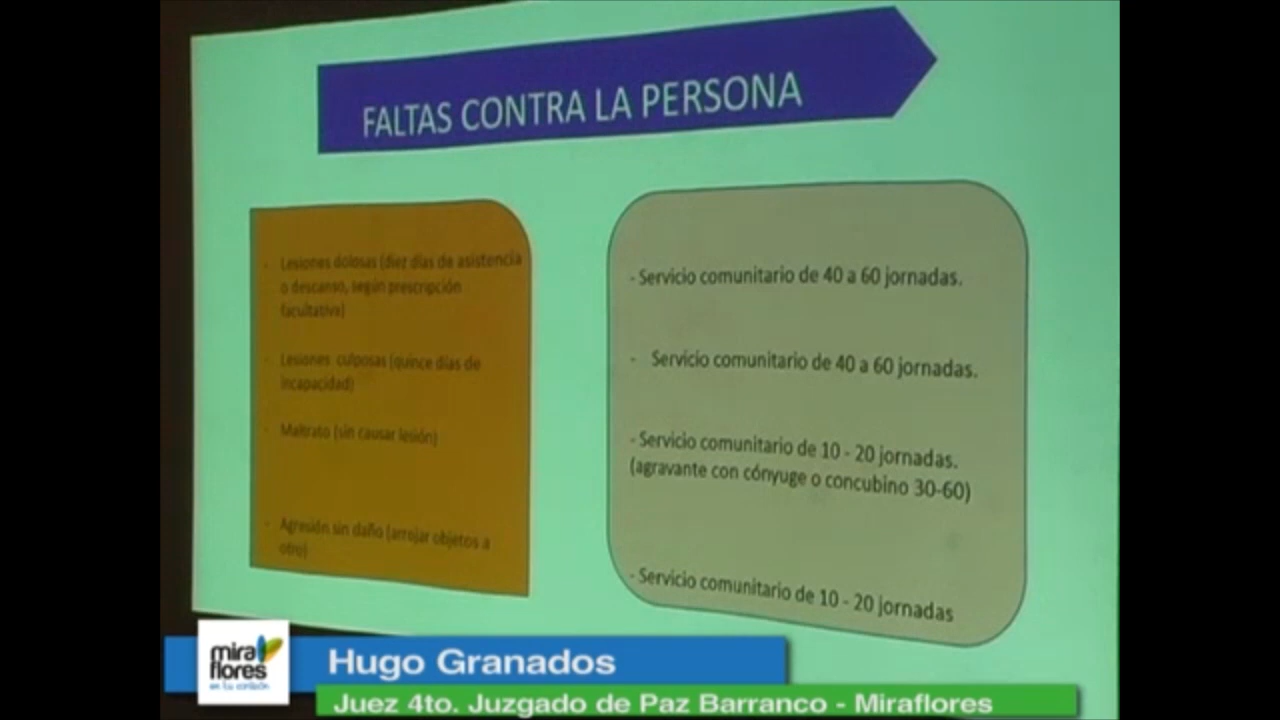 FALTAS CONTRA LA PERSONA
- Lesiones dolosas (diez días de asistencia
o descanso, según prescripción
facultativa)
- Lesiones culposas (quince días de
incapacidad)
- Maltrato (sin causar lesión)
- Agresión sin daño (arrojar objetos a
otro)
- Servicio comunitario de 40 a 60 jornadas.
- Servicio comunitario de 40 a 60 jornadas.
- Servicio comunitario de 10 - 20 jornadas.
(agravante con cónyuge o concubino 30-60)
- Servicio comunitario de 10 - 20 jornadas
mira
flores
en tu corazón
Hugo Granados
Juez 4to. Juzgado de Paz Barranco - Miraflores